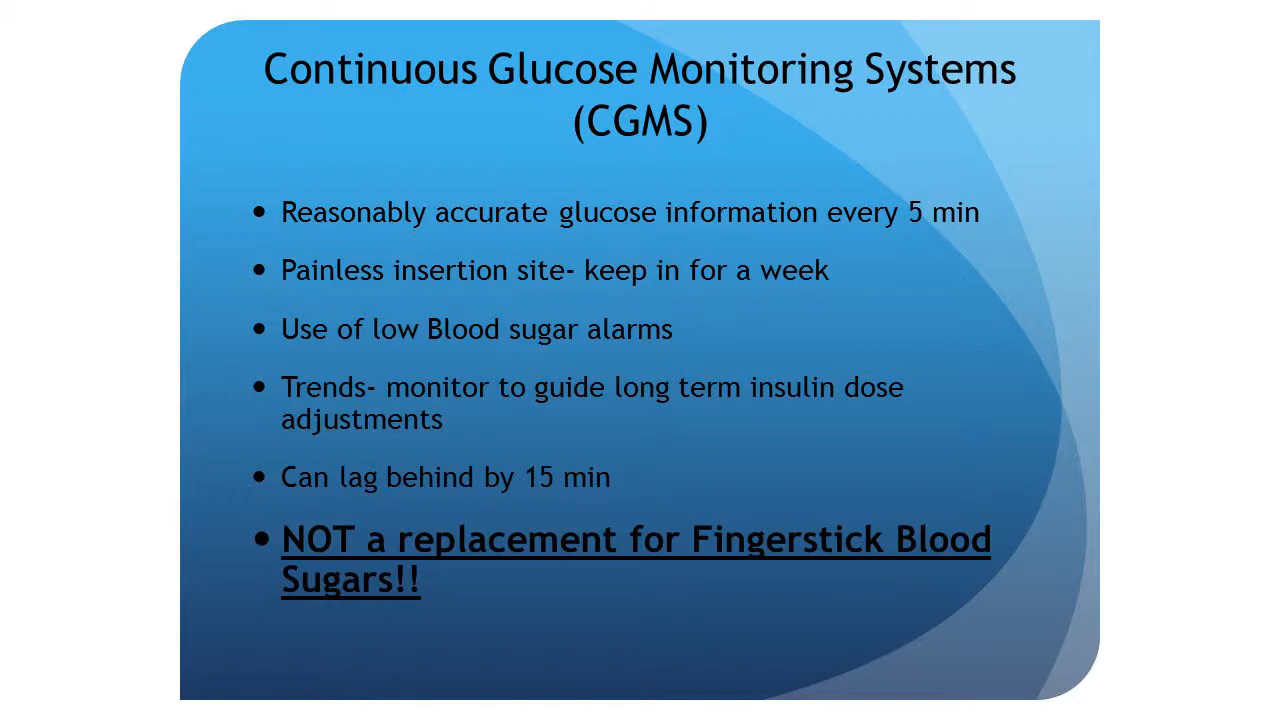 Continuous Glucose Monitoring Systems
(CGMS)
• Reasonably accurate glucose information every 5 min
• Painless insertion site- keep in for a week
• Use of low Blood sugar alarms
• Trends- monitor to guide long term insulin dose
adjustments
• Can lag behind by 15 min
• NOT a replacement for Fingerstick Blood
Sugars!!